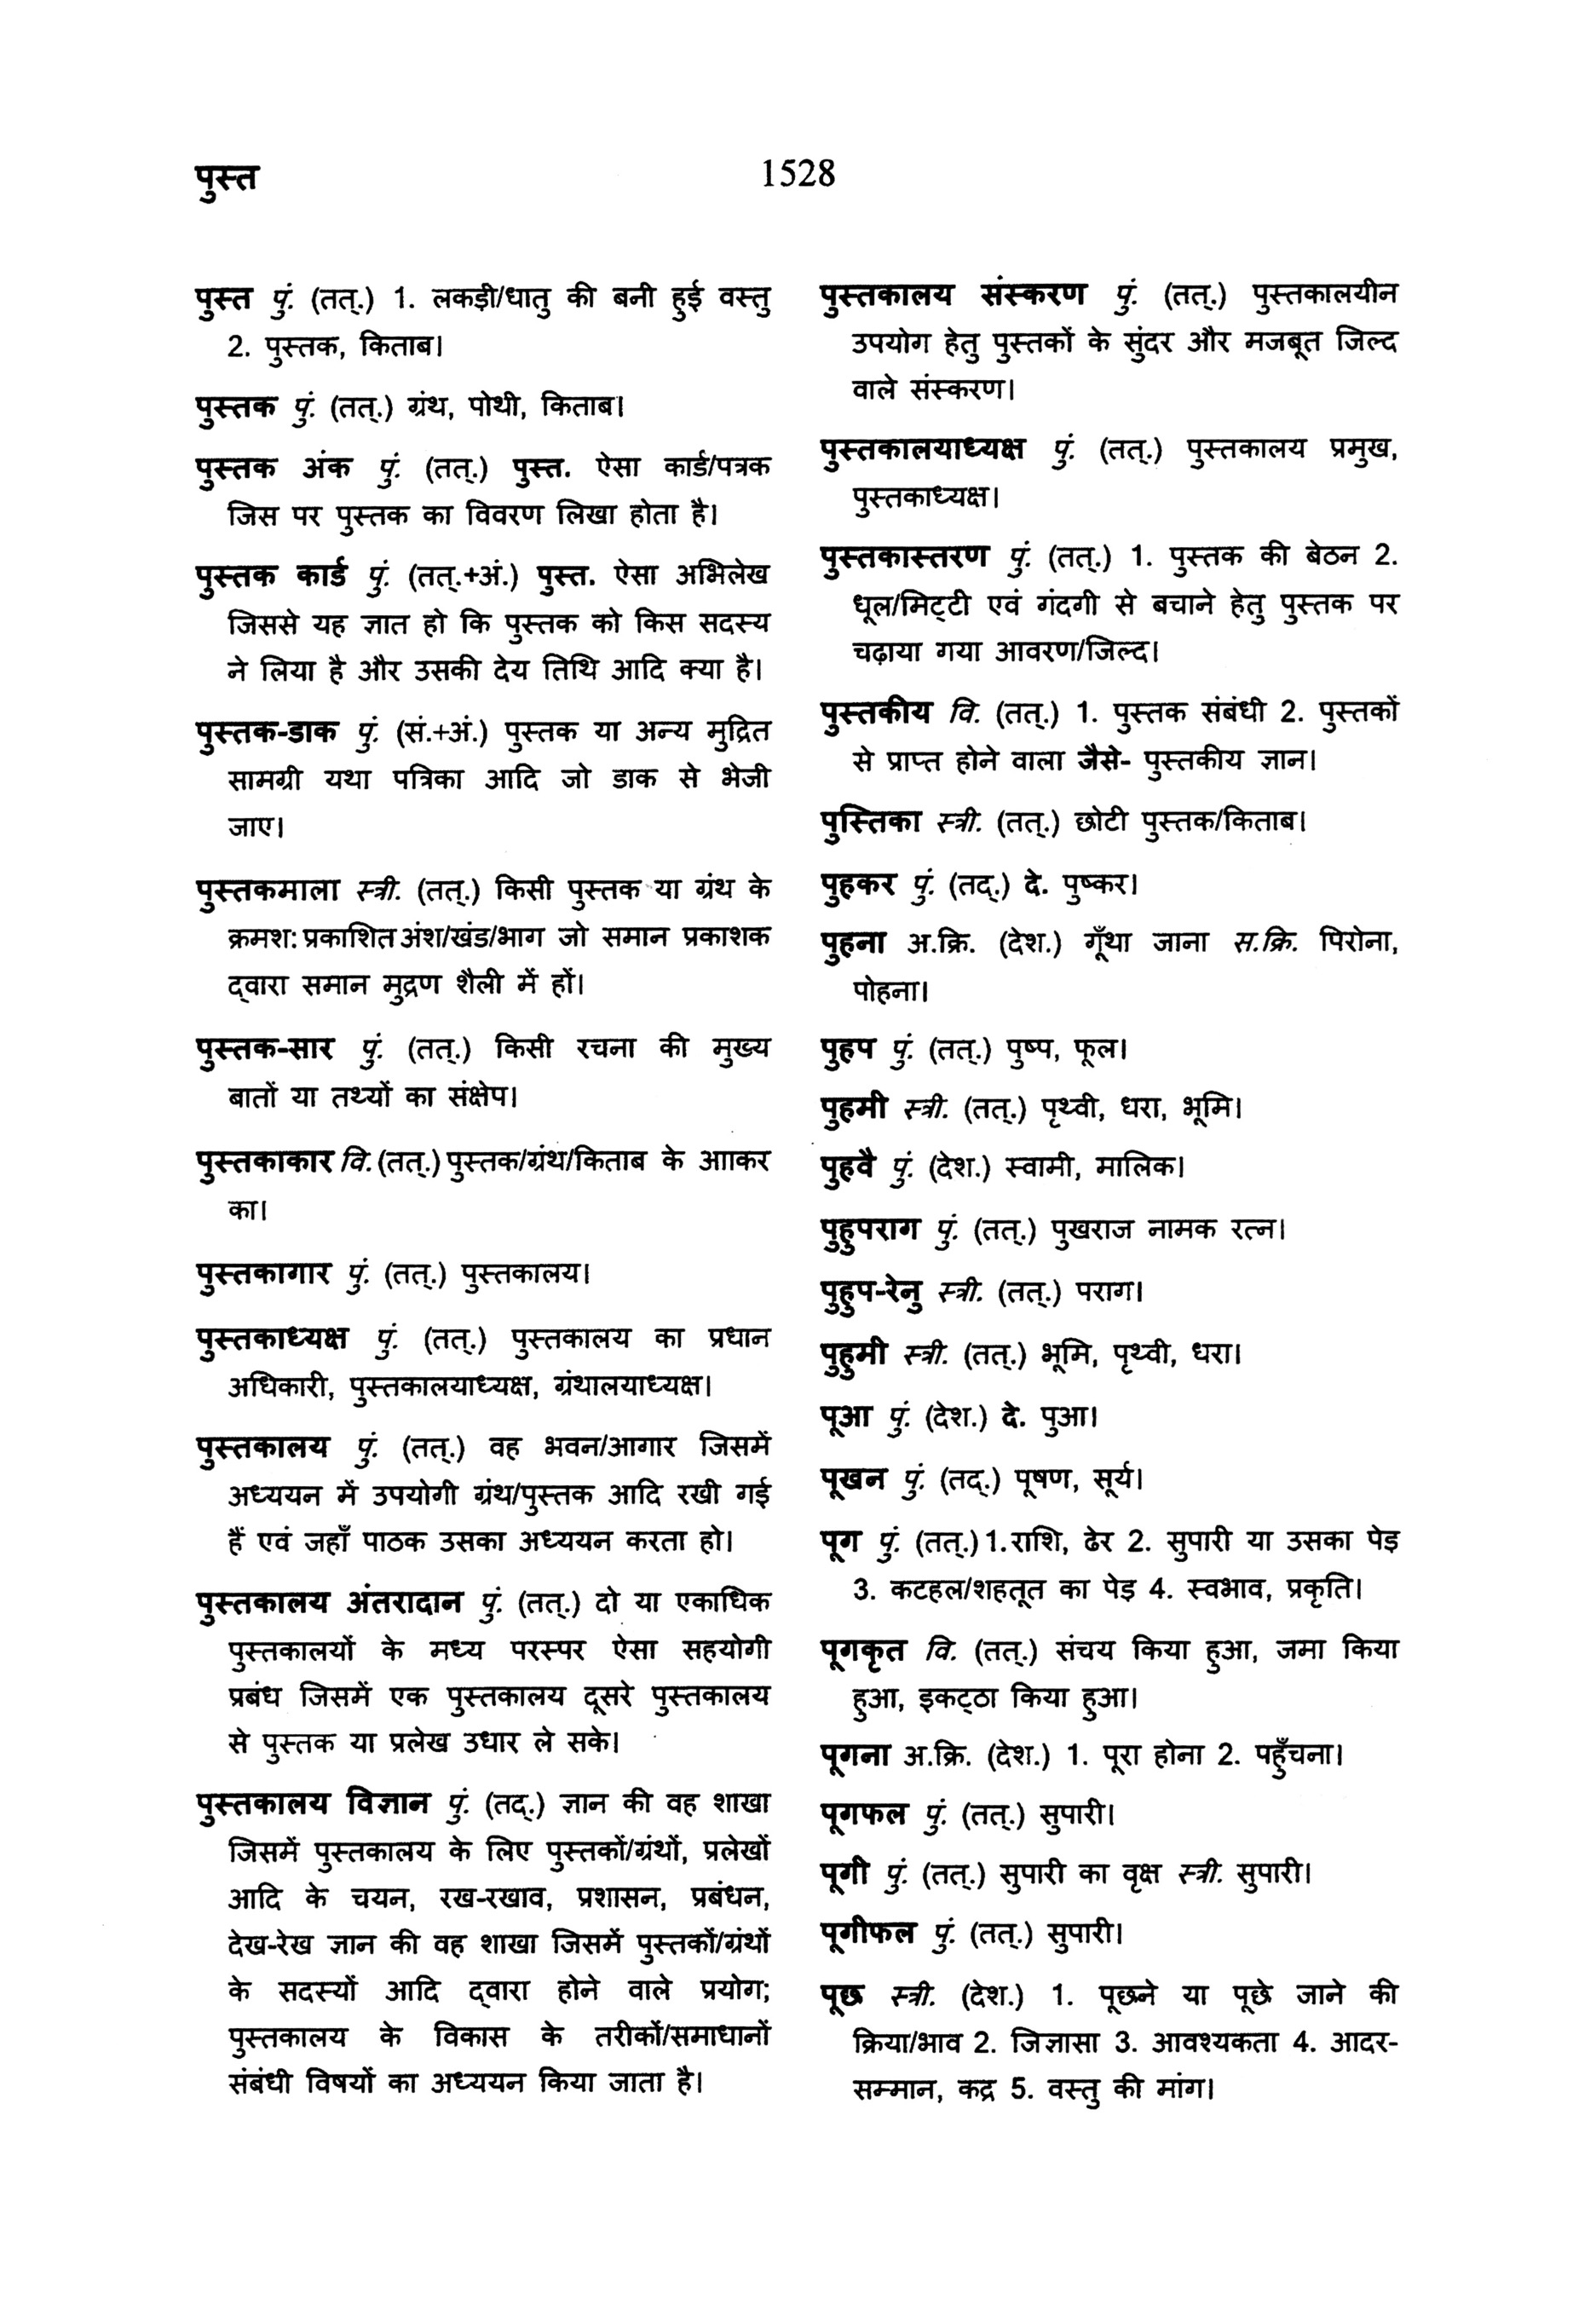 पुस्त
1528
पुस्त पुं. (तत्.) 1. लकड़ी/धातु की बनी हुई वस्तु
2. पुस्तक, किताब।
पुस्तक पुं. (तत्.) ग्रंथ, पोथी, किताब।
पुस्तक अंक पुं. (तत्.) पुस्त. ऐसा कार्ड/पत्रक
जिस पर पुस्तक का विवरण लिखा होता है।
पुस्तक कार्ड पुं. (तत्.+अं.) पुस्त. ऐसा अभिलेख
जिससे यह ज्ञात हो कि पुस्तक को किस सदस्य
ने लिया है और उसकी देय तिथि आदि क्या है।
पुस्तक-डाक पुं. (सं.+अं.) पुस्तक या अन्य मुद्रित
सामग्री यथा पत्रिका आदि जो डाक से भेजी
जाए।
पुस्तकमाला स्त्री. (तत्.) किसी पुस्तक या ग्रंथ के
क्रमश: प्रकाशित अंश/खंड/भाग जो समान प्रकाशक
द्‌वारा समान मुद्रण शैली में हों।
पुस्तक-सार पुं. (तत्.) किसी रचना की मुख्य
बातों या तथ्यों का संक्षेप।
पुस्तकाकार वि. (तत्.) पुस्तक/ग्रंथ/किताब के आाकर
का।
पुस्तकागार पुं. (तत्.) पुस्तकालय।
पुस्तकाध्यक्ष पुं. (तत्.) पुस्तकालय का प्रधान
अधिकारी, पुस्तकालयाध्यक्ष, ग्रंथालयाध्यक्ष।
पुस्तकालय पुं. (तत्.) वह भवन/आगार जिसमें
अध्ययन में उपयोगी ग्रंथ/पुस्तक आदि रखी गई
हैं एवं जहाँ पाठक उसका अध्ययन करता हो।
पुस्तकालय अंतरादान पुं. (तत्.) दो या एकाधिक
पुस्तकालयों के मध्य परस्पर ऐसा सहयोगी
प्रबंध जिसमें एक पुस्तकालय दूसरे पुस्तकालय
से पुस्तक या प्रलेख उधार ले सके।
पुस्तकालय विज्ञान पुं. (तद्.) ज्ञान की वह शाखा
जिसमें पुस्तकालय के लिए पुस्तकों/ग्रंथों, प्रलेखों
आदि के चयन, रख-रखाव, प्रशासन, प्रबंधन,
देख-रेख ज्ञान की वह शाखा जिसमें पुस्तकों/ग्रंथों
के सदस्यों आदि द्‌वारा होने वाले प्रयोग;
पुस्तकालय के विकास के तरीकों/समाधानों
संबंधी विषयों का अध्ययन किया जाता है।
पुस्तकालय संस्करण पुं. (तत्.) पुस्तकालयीन
उपयोग हेतु पुस्तकों के सुंदर और मजबूत जिल्द
वाले संस्करण।
पुस्तकालयाध्यक्ष पुं. (तत्.) पुस्तकालय प्रमुख,
पुस्तकाध्यक्ष।
पुस्तकास्तरण पुं. (तत्.) 1. पुस्तक की बेठन 2.
धूल/मिट्‌टी एवं गंदगी से बचाने हेतु पुस्तक पर
चढ़ाया गया आवरण/जिल्द।
पुस्तकीय वि. (तत्.) 1. पुस्तक संबंधी 2. पुस्तकों
से प्राप्त होने वाला जैसे- पुस्तकीय ज्ञान।
पुस्तिका स्त्री. (तत्.) छोटी पुस्तक/किताब।
पुहकर पुं. (तद्.) दे. पुष्कर।
पुहना अ.क्रि. (देश.) गूँथा जाना स.क्रि. पिरोना,
पोहना।
पुहप पुं. (तत्.) पुष्प, फूल।
पुहमी स्त्री. (तत्.) पृथ्वी, धरा, भूमि।
पुहवै पुं. (देश.) स्वामी, मालिक।
पुहुपराग पुं. (तत्.) पुखराज नामक रत्न।
पुहुप-रेनु स्त्री. (तत्.) पराग।
पुहुमी स्त्री. (तत्.) भूमि, पृथ्वी, धरा।
पूआ पुं. (देश.) दे. पुआ।
पूखन पुं. (तद्.) पूषण, सूर्य।
पूग पुं. (तत्.) 1.राशि, ढेर 2. सुपारी या उसका पेड़
3. कटहल/शहतूत का पेड़ 4. स्वभाव, प्रकृति।
पूगकृत वि. (तत्.) संचय किया हुआ, जमा किया
हुआ, इकट्‌ठा किया हुआ।
पूगना अ.क्रि. (देश.) 1. पूरा होना 2. पहुँचना।
पूगफल पुं. (तत्.) सुपारी।
पूगी पुं. (तत्.) सुपारी का वृक्ष स्त्री. सुपारी।
पूगीफल पुं. (तत्.) सुपारी।
पूछ स्त्री. (देश.) 1. पूछने या पूछे जाने की
क्रिया/भाव 2. जिज्ञासा 3. आवश्यकता 4. आदर-
सम्मान, कद्र 5. वस्तु की मांग।